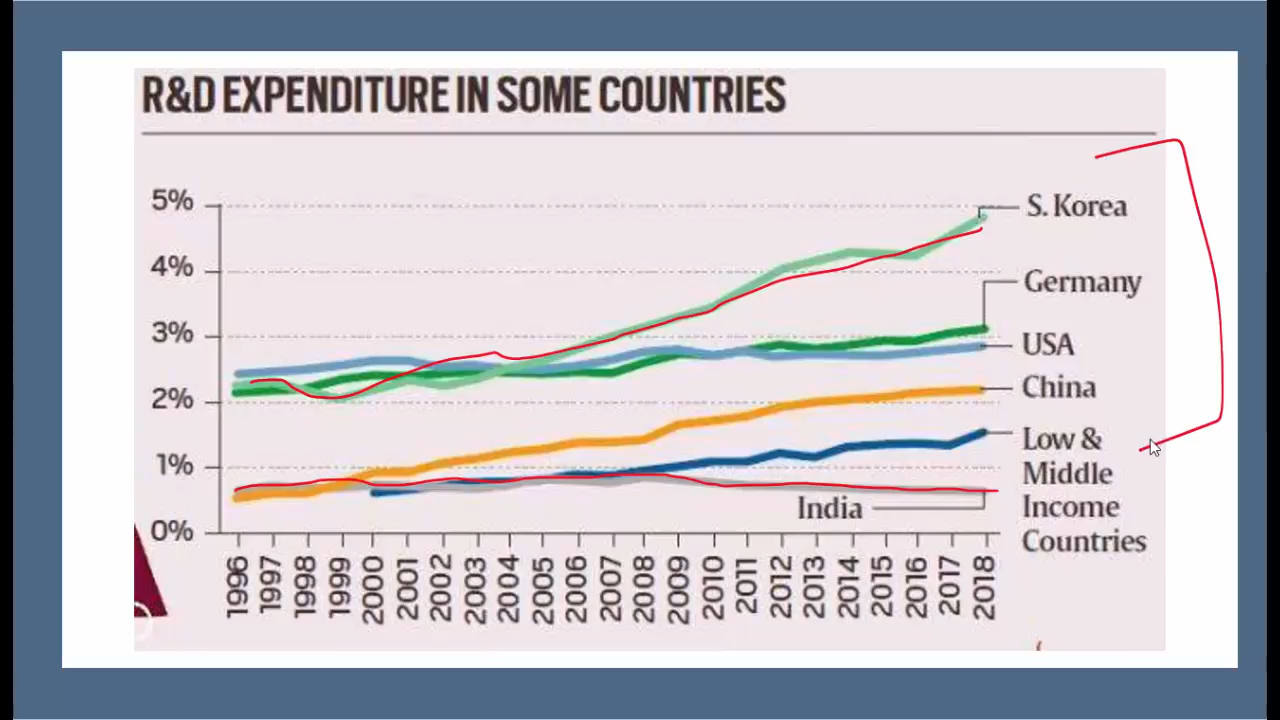 R&D EXPENDITURE IN SOME COUNTRIES
5%
4%
3%
2%
1%
0%
S. Korea
Germany
USA
China
Low &
Middle
Income
Countries
India
1996
1997
1998
1999
2000
2001
2002
2003
2004
2005
2006
2007
2008
2009
2010
2011
2012
2013
2014
2015
2016
2017
2018